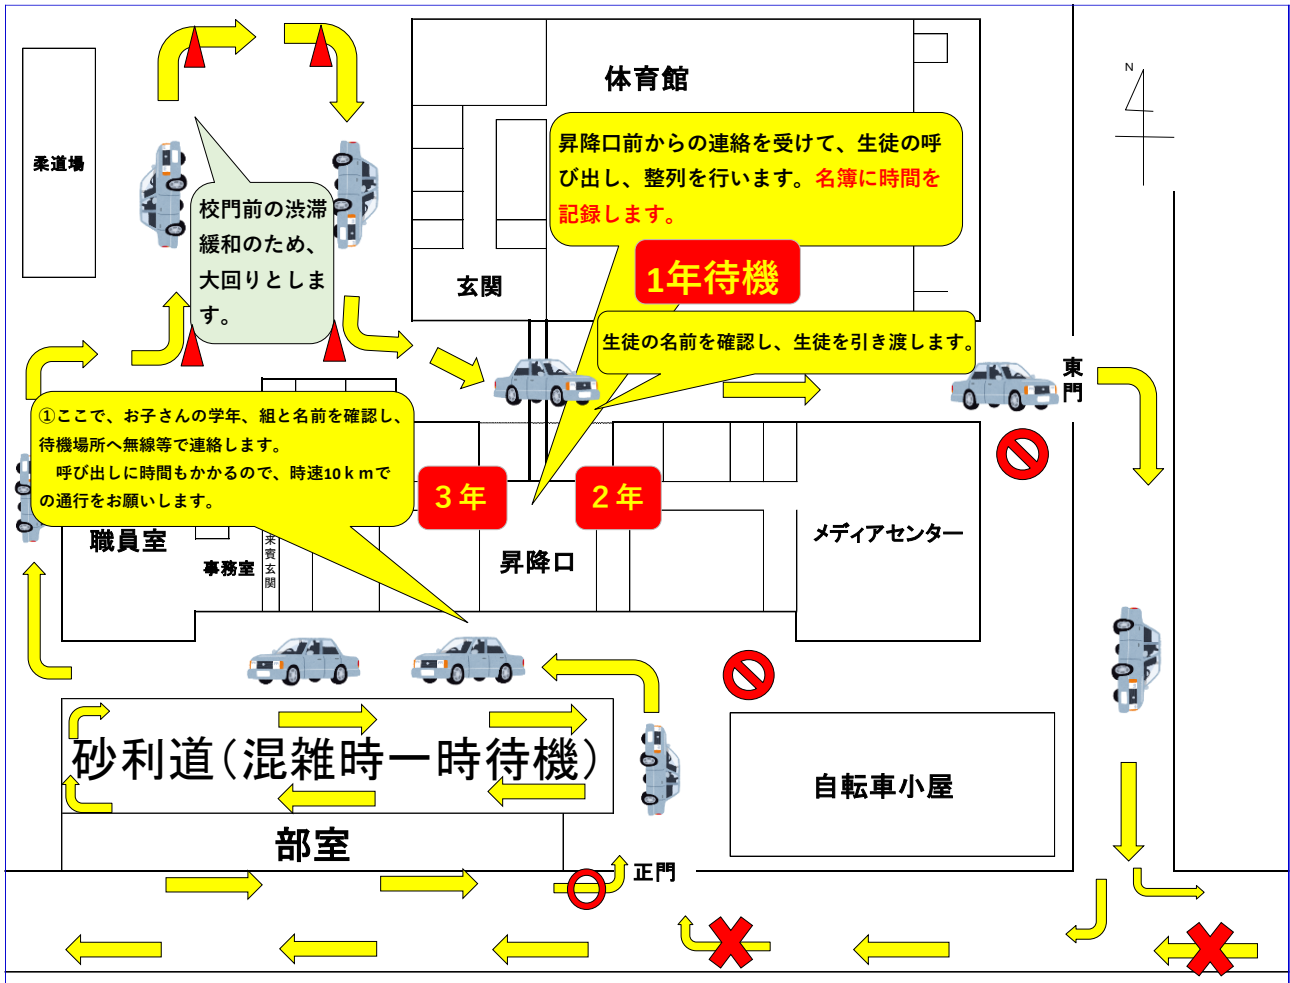 体育館
N
柔道場
昇降口前からの連絡を受けて、生徒の呼
び出し、整列を行います。名簿に時間を
記録します。
校門前の渋滞
緩和のため、
大回りとしま
す。
玄関
1年待機
生徒の名前を確認し、生徒を引き渡します。
東
門
①ここで、お子さんの学年、組と名前を確認し、
待機場所へ無線等で連絡します。
　呼び出しに時間もかかるので、時速10ｋｍで
の通行をお願いします。
３年
２年
職員室
事務室
来賓玄関
昇降口
メディアセンター
砂利道(混雑時一時待機)
自転車小屋
部室
正門